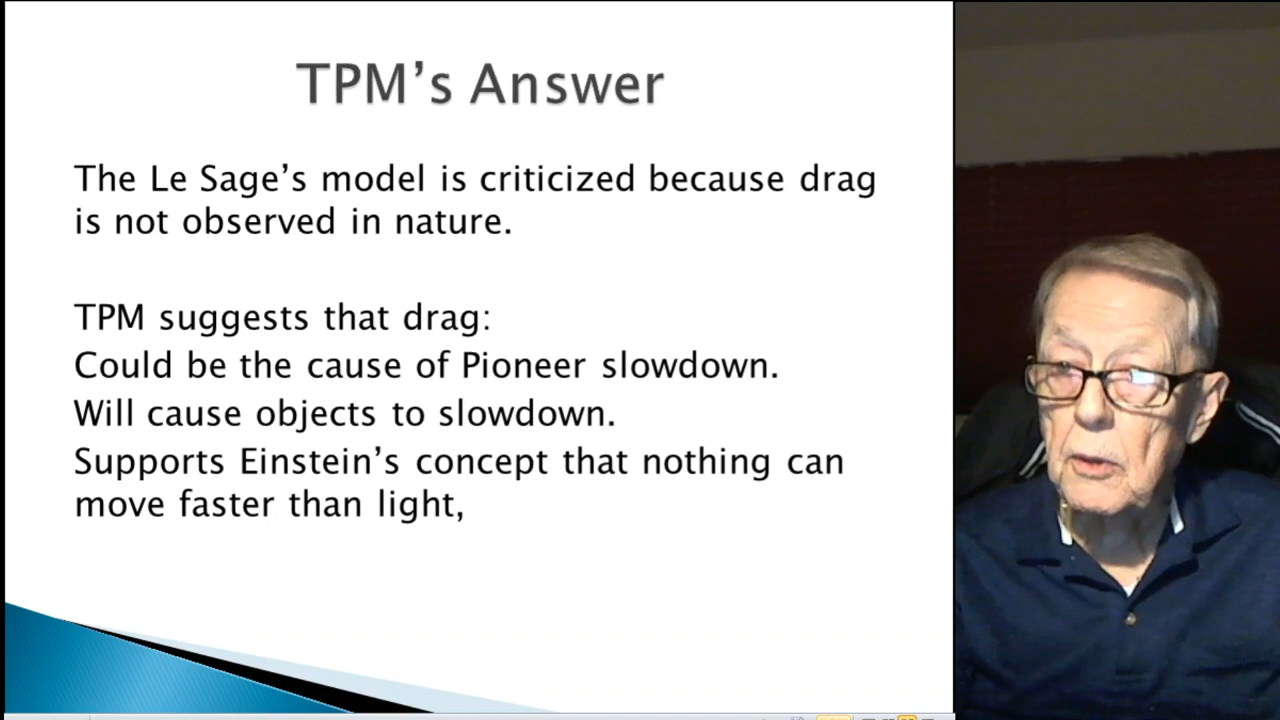 TPM’s Answer
The Le Sage’s model is criticized because drag
is not observed in nature.
TPM suggests that drag:
Could be the cause of Pioneer slowdown.
Will cause objects to slowdown.
Supports Einstein’s concept that nothing can
move faster than light,